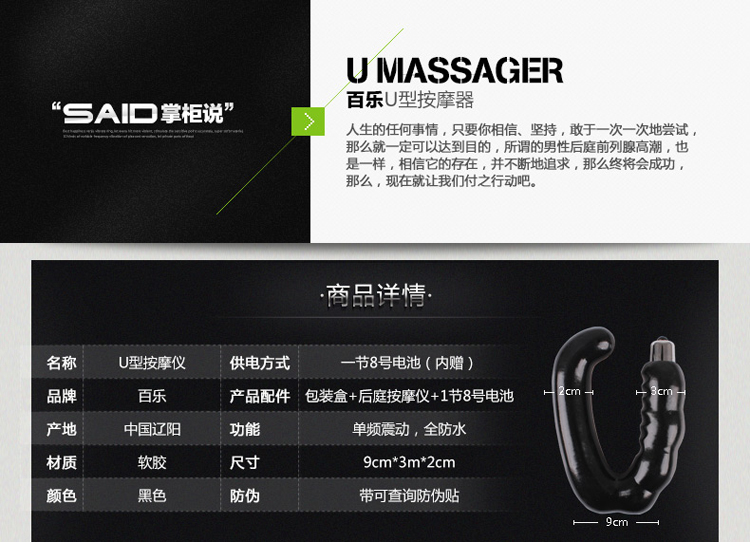 “SAID掌柜说”
U MASSAGER
百乐U型按摩器
人生的任何事情，只要你相信、坚持，敢于一次一次地尝试，
那么就一定可以达到目的，所谓的男性后庭前列腺高潮，也
是一样，相信它的存在，并不断地追求，那么终将会成功，
那么，现在就让我们付之行动吧。
·商品详情·
名称 U型按摩仪 供电方式 一节8号电池（内赠）
品牌 百乐 产品配件 包装盒+后庭按摩仪+1节8号电池
产地 中国辽阳 功能 单频震动，全防水
材质 软胶 尺寸 9cm*3m*2cm
颜色 黑色 防伪 带可查询防伪贴
2cm 3cm
9cm